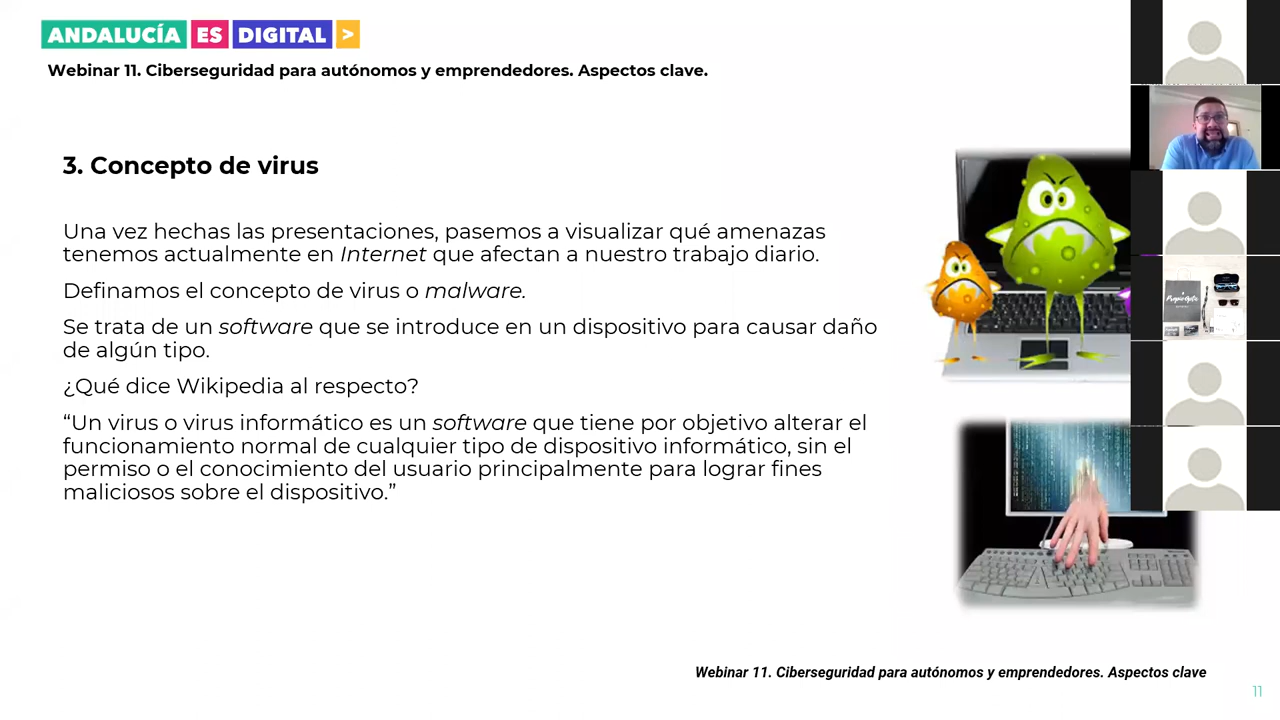 ANDALUCÍA ES DIGITAL >
Webinar 11. Ciberseguridad para autónomos y emprendedores. Aspectos clave.
3. Concepto de virus
Una vez hechas las presentaciones, pasemos a visualizar qué amenazas
tenemos actualmente en Internet que afectan a nuestro trabajo diario.
Definamos el concepto de virus o malware.
Se trata de un software que se introduce en un dispositivo para causar daño
de algún tipo.
¿Qué dice Wikipedia al respecto?
“Un virus o virus informático es un software que tiene por objetivo alterar el
funcionamiento normal de cualquier tipo de dispositivo informático, sin el
permiso o el conocimiento del usuario principalmente para lograr fines
maliciosos sobre el dispositivo.”
Webinar 11. Ciberseguridad para autónomos y emprendedores. Aspectos clave
11